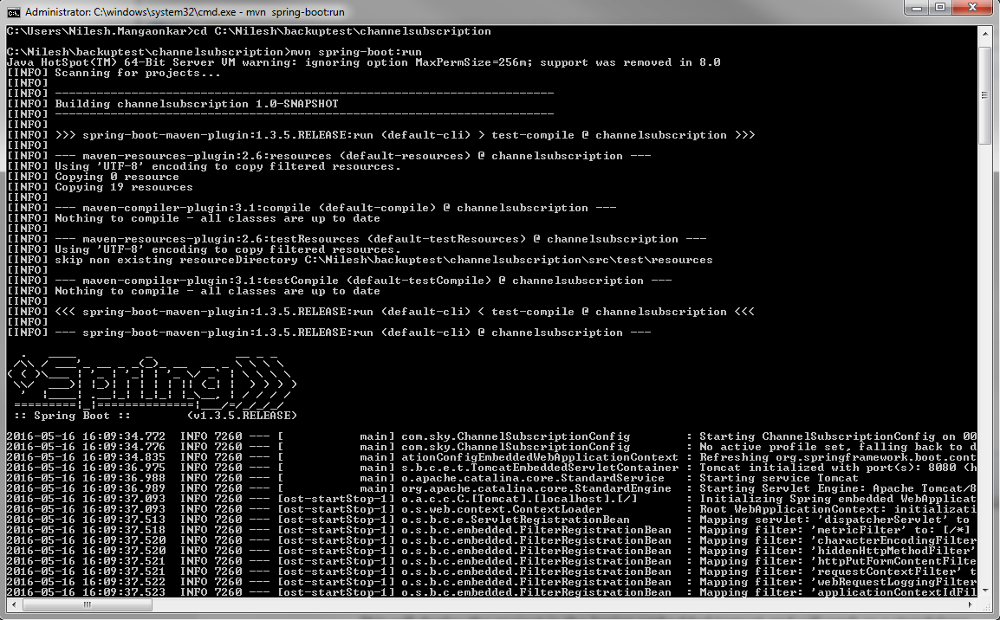 Administrator: C:\windows\system32\cmd.exe - mvn  spring-boot:run
C:\Users\Nilesh.Mangaonkar>cd C:\Nilesh\backuptest\channelsubscription
C:\Nilesh\backuptest\channelsubscription>mvn spring-boot:run
Java HotSpot(TM) 64-Bit Server VM warning: ignoring option MaxPermSize=256m; support was removed in 8.0
[INFO] Scanning for projects...
[INFO]
[INFO] ------------------------------------------------------------------------
[INFO] Building channelsubscription 1.0-SNAPSHOT
[INFO] ------------------------------------------------------------------------
[INFO]
[INFO] >>> spring-boot-maven-plugin:1.3.5.RELEASE:run (default-cli) > test-compile @ channelsubscription >>>
[INFO]
[INFO] --- maven-resources-plugin:2.6:resources (default-resources) @ channelsubscription ---
[INFO] Using 'UTF-8' encoding to copy filtered resources.
[INFO] Copying 0 resource
[INFO] Copying 19 resources
[INFO]
[INFO] --- maven-compiler-plugin:3.1:compile (default-compile) @ channelsubscription ---
[INFO] Nothing to compile - all classes are up to date
[INFO]
[INFO] --- maven-resources-plugin:2.6:testResources (default-testResources) @ channelsubscription ---
[INFO] Using 'UTF-8' encoding to copy filtered resources.
[INFO] skip non existing resourceDirectory C:\Nilesh\backuptest\channelsubscription\src\test\resources
[INFO]
[INFO] --- maven-compiler-plugin:3.1:testCompile (default-testCompile) @ channelsubscription ---
[INFO] Nothing to compile - all classes are up to date
[INFO]
[INFO] <<< spring-boot-maven-plugin:1.3.5.RELEASE:run (default-cli) < test-compile @ channelsubscription <<<
[INFO]
[INFO] --- spring-boot-maven-plugin:1.3.5.RELEASE:run (default-cli) @ channelsubscription ---
Spring
:: Spring Boot ::        (v1.3.5.RELEASE)
2016-05-16 16:09:34.772  INFO 7260 --- [           main] com.sky.ChannelSubscriptionConfig        : Starting ChannelSubscriptionConfig on 00
2016-05-16 16:09:34.776  INFO 7260 --- [           main] com.sky.ChannelSubscriptionConfig        : No active profile set, falling back to d
2016-05-16 16:09:34.835  INFO 7260 --- [           main] ationConfigEmbeddedWebApplicationContext : Refreshing org.springframework.boot.cont
2016-05-16 16:09:36.975  INFO 7260 --- [           main] s.b.c.e.t.TomcatEmbeddedServletContainer : Tomcat initialized with port(s): 8080 (h
2016-05-16 16:09:36.988  INFO 7260 --- [           main] o.apache.catalina.core.StandardService   : Starting service Tomcat
2016-05-16 16:09:36.989  INFO 7260 --- [           main] org.apache.catalina.core.StandardEngine  : Starting Servlet Engine: Apache Tomcat/8
2016-05-16 16:09:37.093  INFO 7260 --- [ost-startStop-1] o.a.c.c.C.[Tomcat].[localhost].[/]       : Initializing Spring embedded WebApplicat
2016-05-16 16:09:37.093  INFO 7260 --- [ost-startStop-1] o.s.web.context.ContextLoader            : Root WebApplicationContext: initializati
2016-05-16 16:09:37.513  INFO 7260 --- [ost-startStop-1] o.s.b.c.e.ServletRegistrationBean        : Mapping servlet: 'dispatcherServlet' to
2016-05-16 16:09:37.518  INFO 7260 --- [ost-startStop-1] o.s.b.c.embedded.FilterRegistrationBean  : Mapping filter: 'metricFilter' to: [/*]
2016-05-16 16:09:37.520  INFO 7260 --- [ost-startStop-1] o.s.b.c.embedded.FilterRegistrationBean  : Mapping filter: 'characterEncodingFilter
2016-05-16 16:09:37.520  INFO 7260 --- [ost-startStop-1] o.s.b.c.embedded.FilterRegistrationBean  : Mapping filter: 'hiddenHttpMethodFilter'
2016-05-16 16:09:37.521  INFO 7260 --- [ost-startStop-1] o.s.b.c.embedded.FilterRegistrationBean  : Mapping filter: 'httpPutFormContentFilte
2016-05-16 16:09:37.521  INFO 7260 --- [ost-startStop-1] o.s.b.c.embedded.FilterRegistrationBean  : Mapping filter: 'requestContextFilter' t
2016-05-16 16:09:37.522  INFO 7260 --- [ost-startStop-1] o.s.b.c.embedded.FilterRegistrationBean  : Mapping filter: 'webRequestLoggingFilter
2016-05-16 16:09:37.523  INFO 7260 --- [ost-startStop-1] o.s.b.c.embedded.FilterRegistrationBean  : Mapping filter: 'applicationContextIdFil